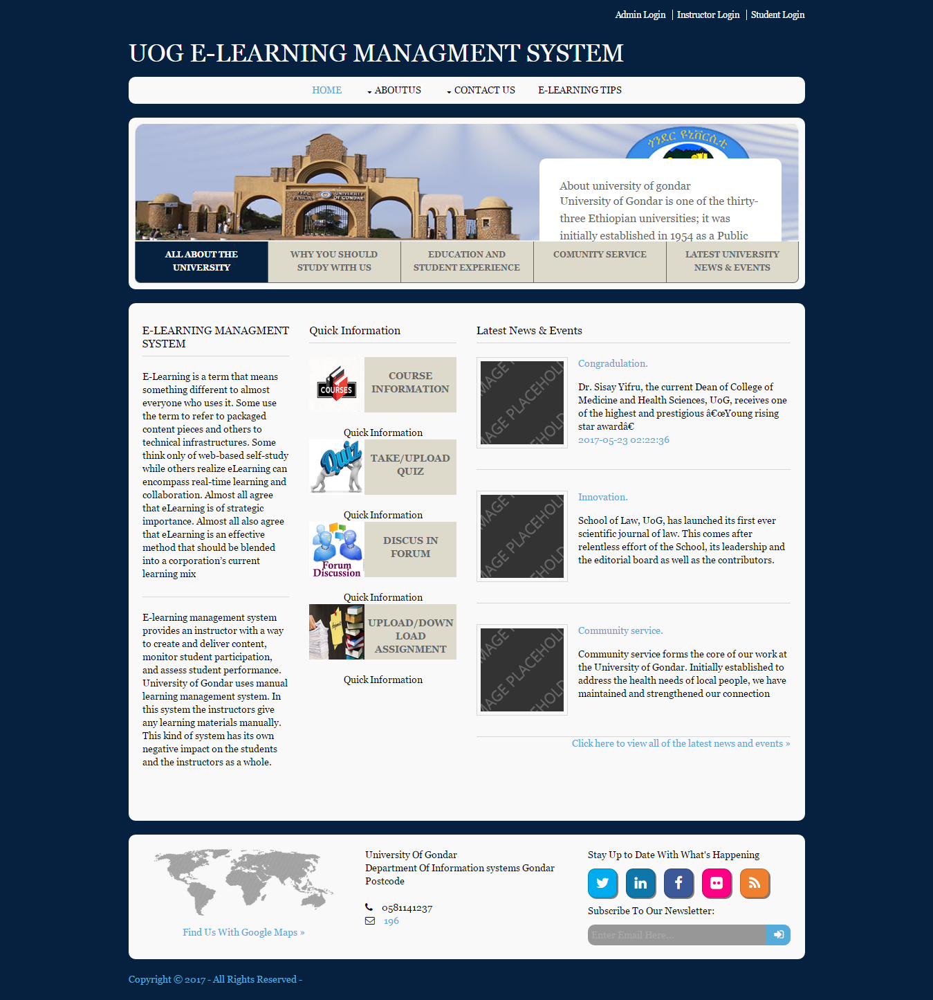 Admin Login
Instructor Login
Student Login
UOG E-LEARNING MANAGMENT SYSTEM
HOME
ABOUTUS
CONTACT US
E-LEARNING TIPS
ጎንደር ዩኒቨርሲቲ
UNIVERSITY
OF GONDAR
About university of gondar
University of Gondar is one of the thirty-
three Ethiopian universities; it was
initially established in 1954 as a Public
ALL ABOUT THE
UNIVERSITY
WHY YOU SHOULD
STUDY WITH US
EDUCATION AND
STUDENT EXPERIENCE
COMUNITY SERVICE
LATEST UNIVERSITY
NEWS & EVENTS
E-LEARNING MANAGMENT
SYSTEM
E-Learning is a term that means
something different to almost
everyone who uses it. Some use
the term to refer to packaged
content pieces and others to
technical infrastructures. Some
think only of web-based self-study
while others realize eLearning can
encompass real-time learning and
collaboration. Almost all agree
that eLearning is of strategic
importance. Almost all also agree
that eLearning is an effective
method that should be blended
into a corporation’s current
learning mix
E-learning management system
provides an instructor with a way
to create and deliver content,
monitor student participation,
and assess student performance.
University of Gondar uses manual
learning management system. In
this system the instructors give
any learning materials manually.
This kind of system has its own
negative impact on the students
and the instructors as a whole.
Quick Information
COURSES
COURSE
INFORMATION
Quick Information
Quiz
TAKE/UPLOAD
QUIZ
Quick Information
Forum
Discussion
DISCUS IN
FORUM
Quick Information
UPLOAD/DOWN
LOAD
ASSIGNMENT
Quick Information
Latest News & Events
IMAGE PLACEHOLD
Congradulation.
Dr. Sisay Yifru, the current Dean of College of
Medicine and Health Sciences, UoG, receives one
of the highest and prestigious â€œYoung rising
star awardâ€
2017-05-23 02:22:36
IMAGE PLACEHOLD
Innovation.
School of Law, UoG, has launched its first ever
scientific journal of law. This comes after
relentless effort of the School, its leadership and
the editorial board as well as the contributors.
IMAGE PLACEHOLD
Community service.
Community service forms the core of our work at
the University of Gondar. Initially established to
address the health needs of local people, we have
maintained and strengthened our connection
Click here to view all of the latest news and events »
Find Us With Google Maps »
University Of Gondar
Department Of Information systems Gondar
Postcode
0581141237
196
Stay Up to Date With What's Happening
Subscribe To Our Newsletter:
Enter Email Here...
Copyright © 2017 - All Rights Reserved -